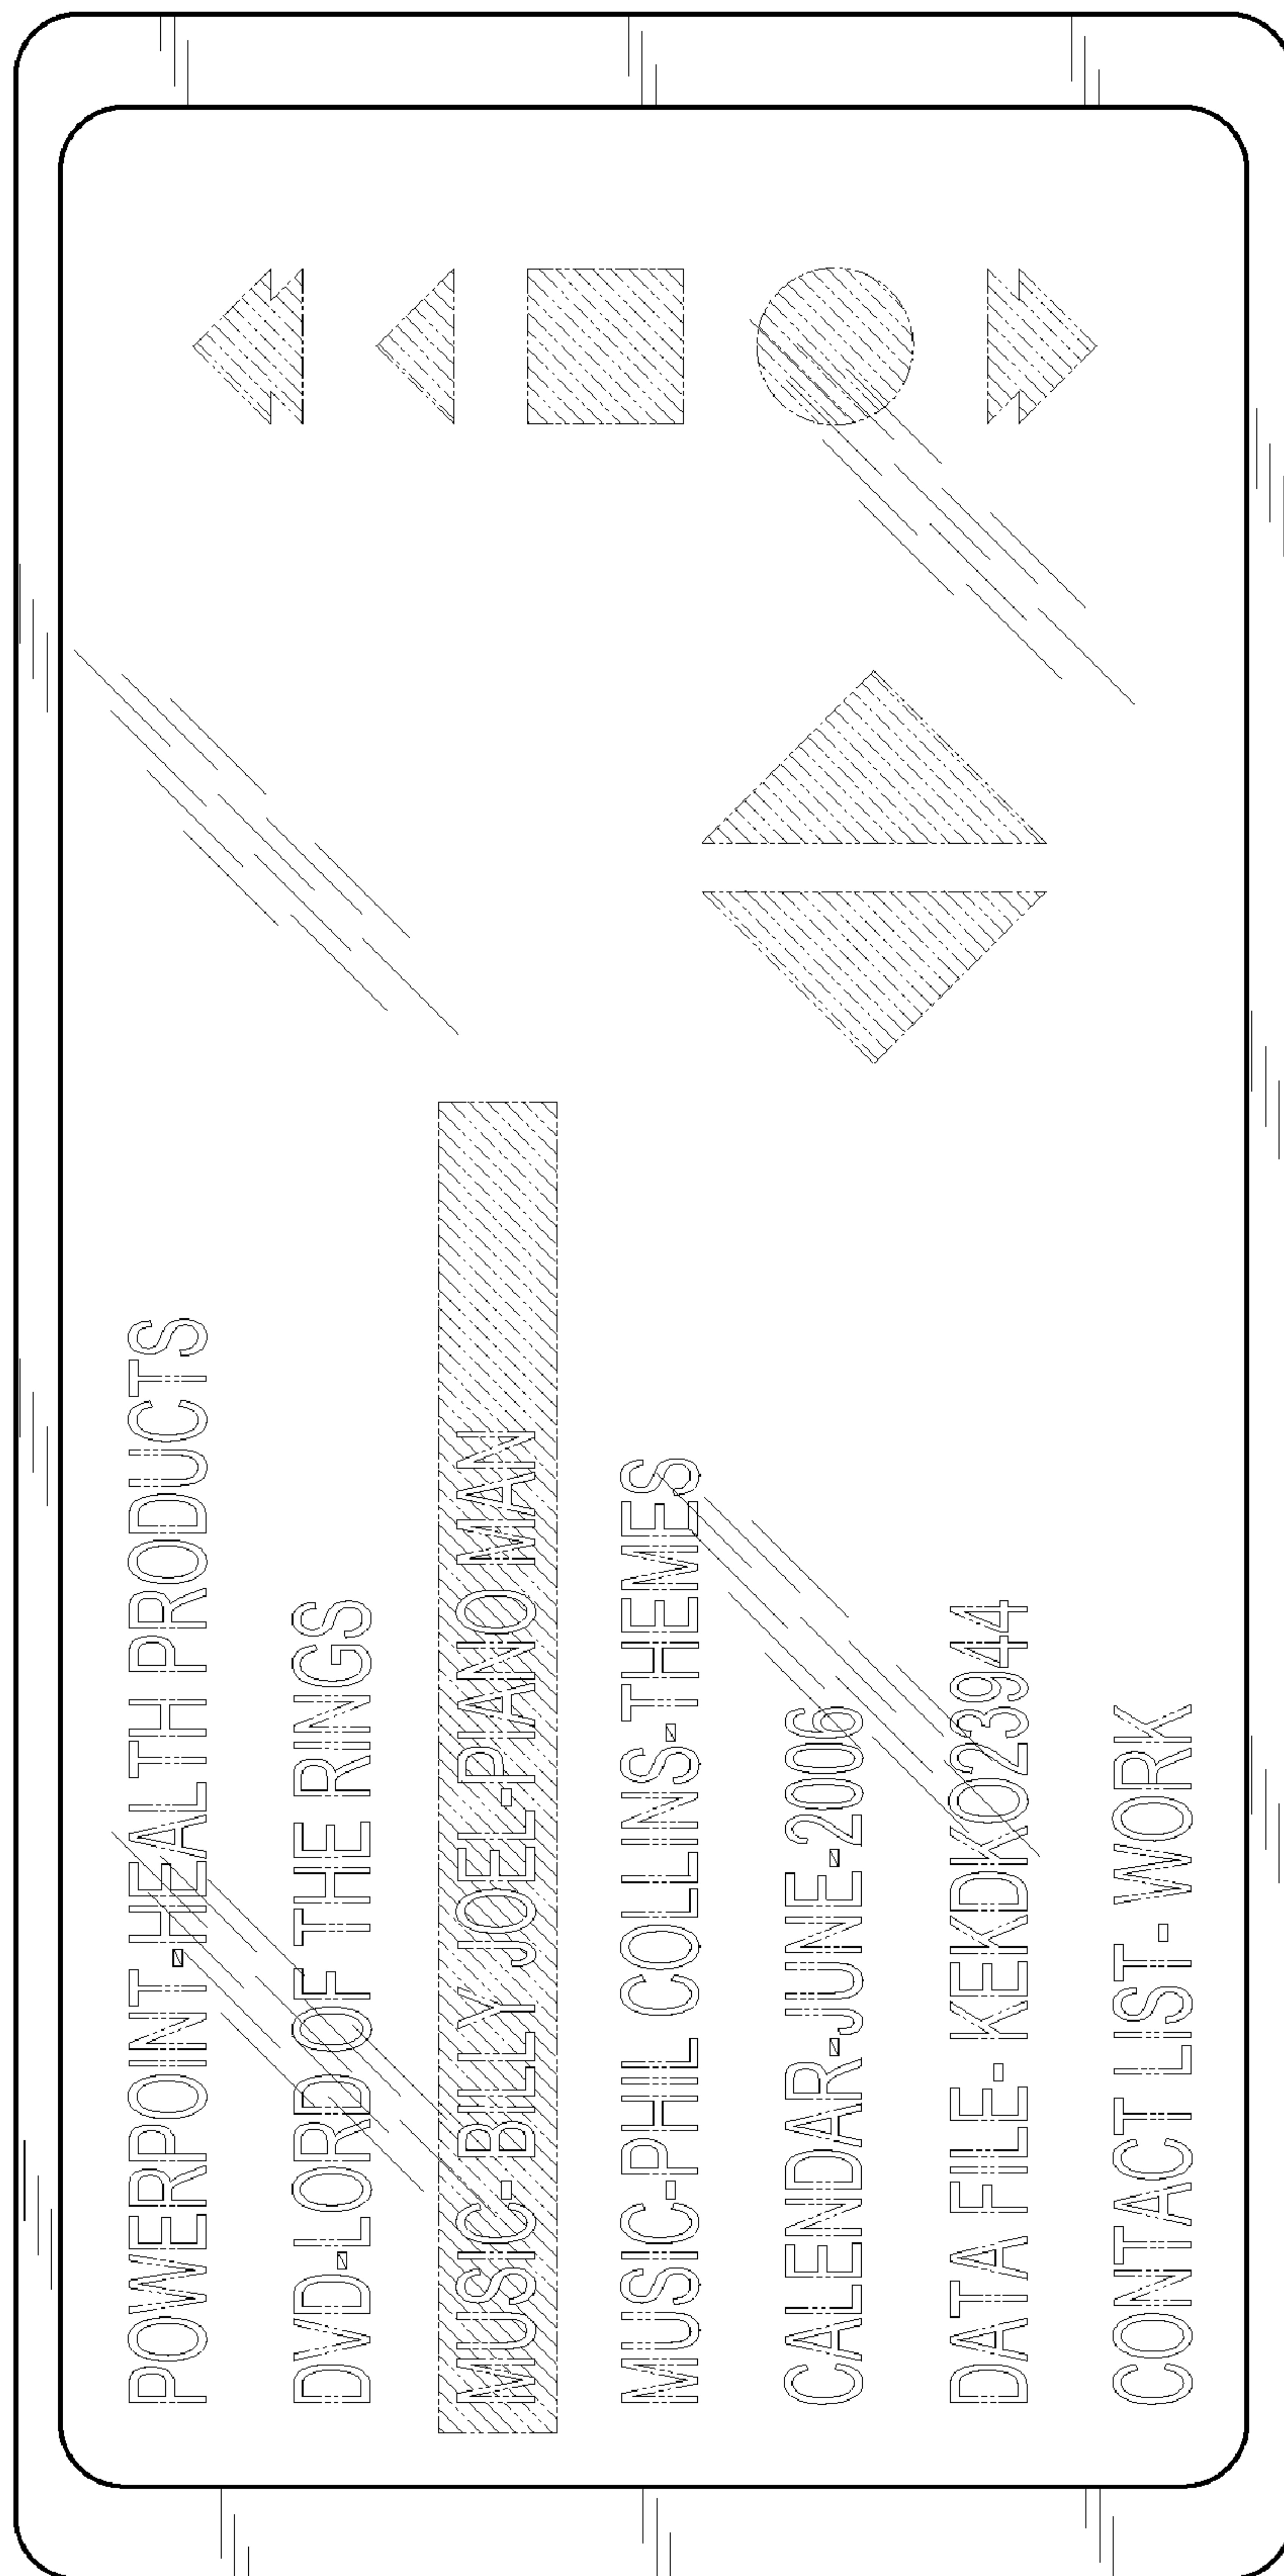 POWERPOINT-HEALTH PRODUCTS
DVD-LORD OF THE RINGS
MUSIC-BILLY JOEL-PIANO MAN
MUSIC-PHIL COLLINS-THEMES
CALENDAR-JUNE-2006
DATA FILE-KEKDKO23944
CONTACT LIST-WORK